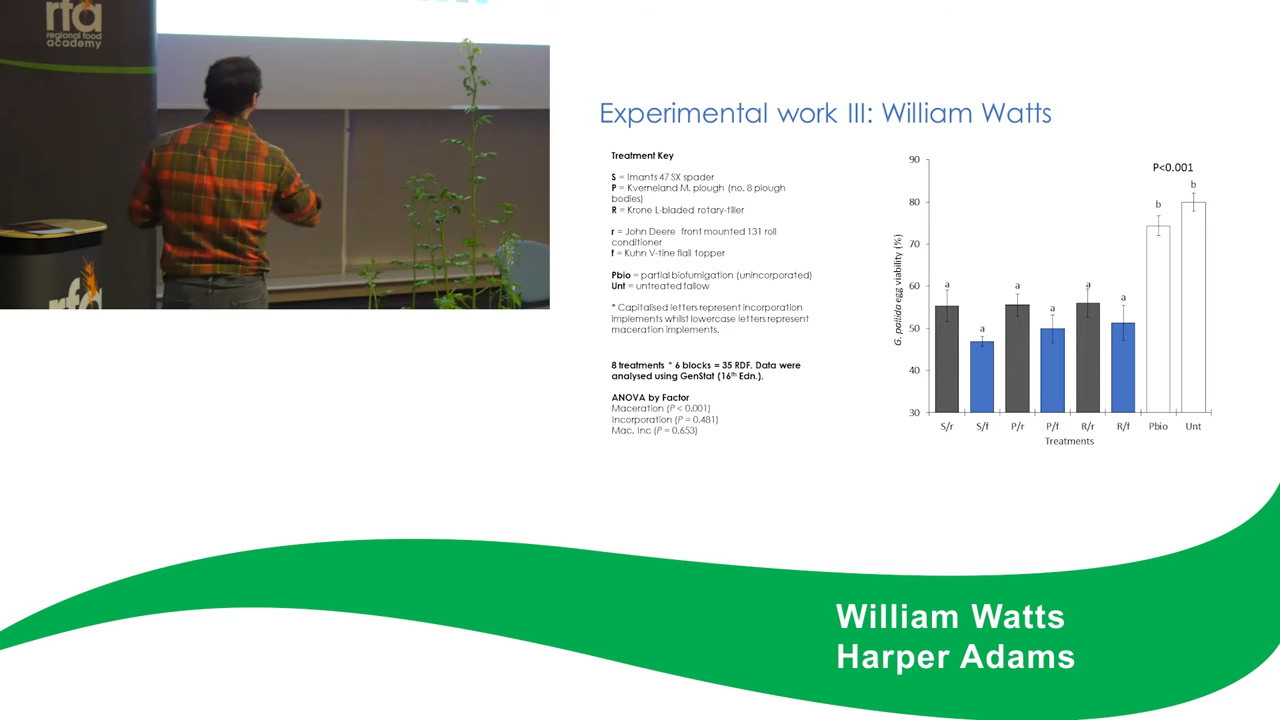 rfa
regional food
academy
rfa
Experimental work III: William Watts
Treatment Key
S = Imants 47 SX spader
P = Kverneland M. plough (no. 8 plough
bodies)
R = Krone L-bladed rotary-tiller
r = John Deere front mounted 131 roll
conditioner
f = Kuhn V-tine flail topper
Pbio = partial biofumigation (unincorporated)
Unt = untreated fallow
* Capitalised letters represent incorporation
implements whilst lowercase letters represent
maceration implements.
8 treatments * 6 blocks = 35 RDF. Data were
analysed using GenStat (16th Edn.).
ANOVA by Factor
Maceration (P < 0.001)
Incorporation (P = 0.481)
Mac. Inc (P = 0.653)
G. pallida egg viability (%)
90
80
70
60
50
40
30
P<0.001
a
a
a
a
a
a
b
b
S/r S/f P/r P/f R/r R/f Pbio Unt
Treatments
William Watts
Harper Adams